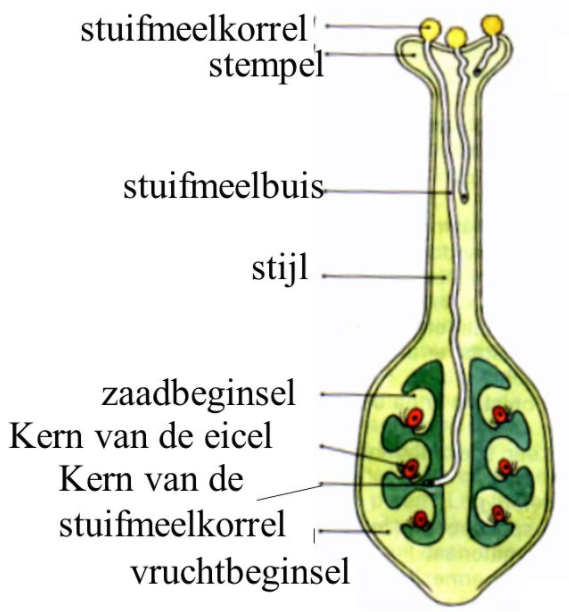 stuifmeelkorrel
stempel
stuifmeelbuis
stijl
zaadbeginsel
Kern van de eicel
Kern van de
stuifmeelkorrel
vruchtbeginsel